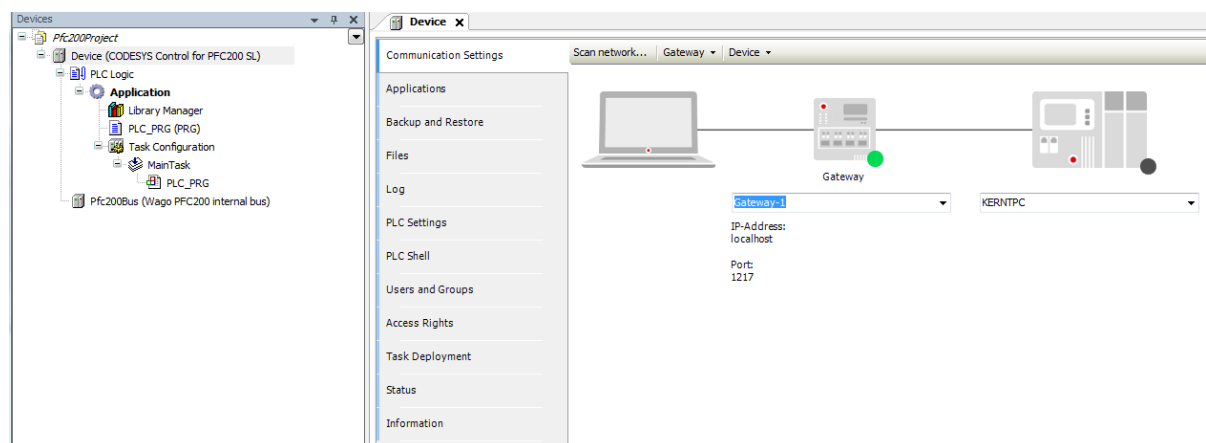 Devices
Pfc200Project
Device (CODESYS Control for PFC200 SL)
PLC Logic
Application
Library Manager
PLC_PRG (PRG)
Task Configuration
MainTask
PLC_PRG
Pfc200Bus (Wago PFC200 internal bus)
Device
Communication Settings
Applications
Backup and Restore
Files
Log
PLC Settings
PLC Shell
Users and Groups
Access Rights
Task Deployment
Status
Information
Scan network... Gateway Device
Gateway
Gateway-1
KERNTPC
IP-Address:
localhost
Port:
1217